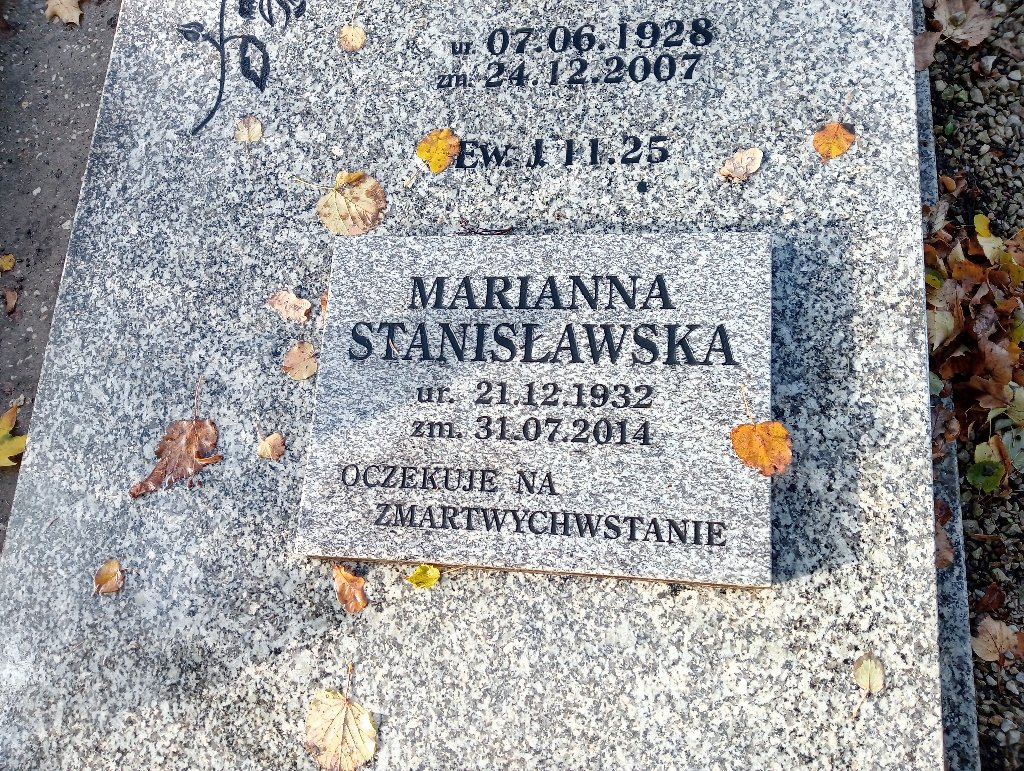 ur. 07.06.1928
zm. 24.12.2007
Ew. J. 11.25
MARIANNA
STANISŁAWSKA
ur. 21.12.1932
zm. 31.07.2014
OCZEKUJE NA
ZMARTWYCHWSTANIE